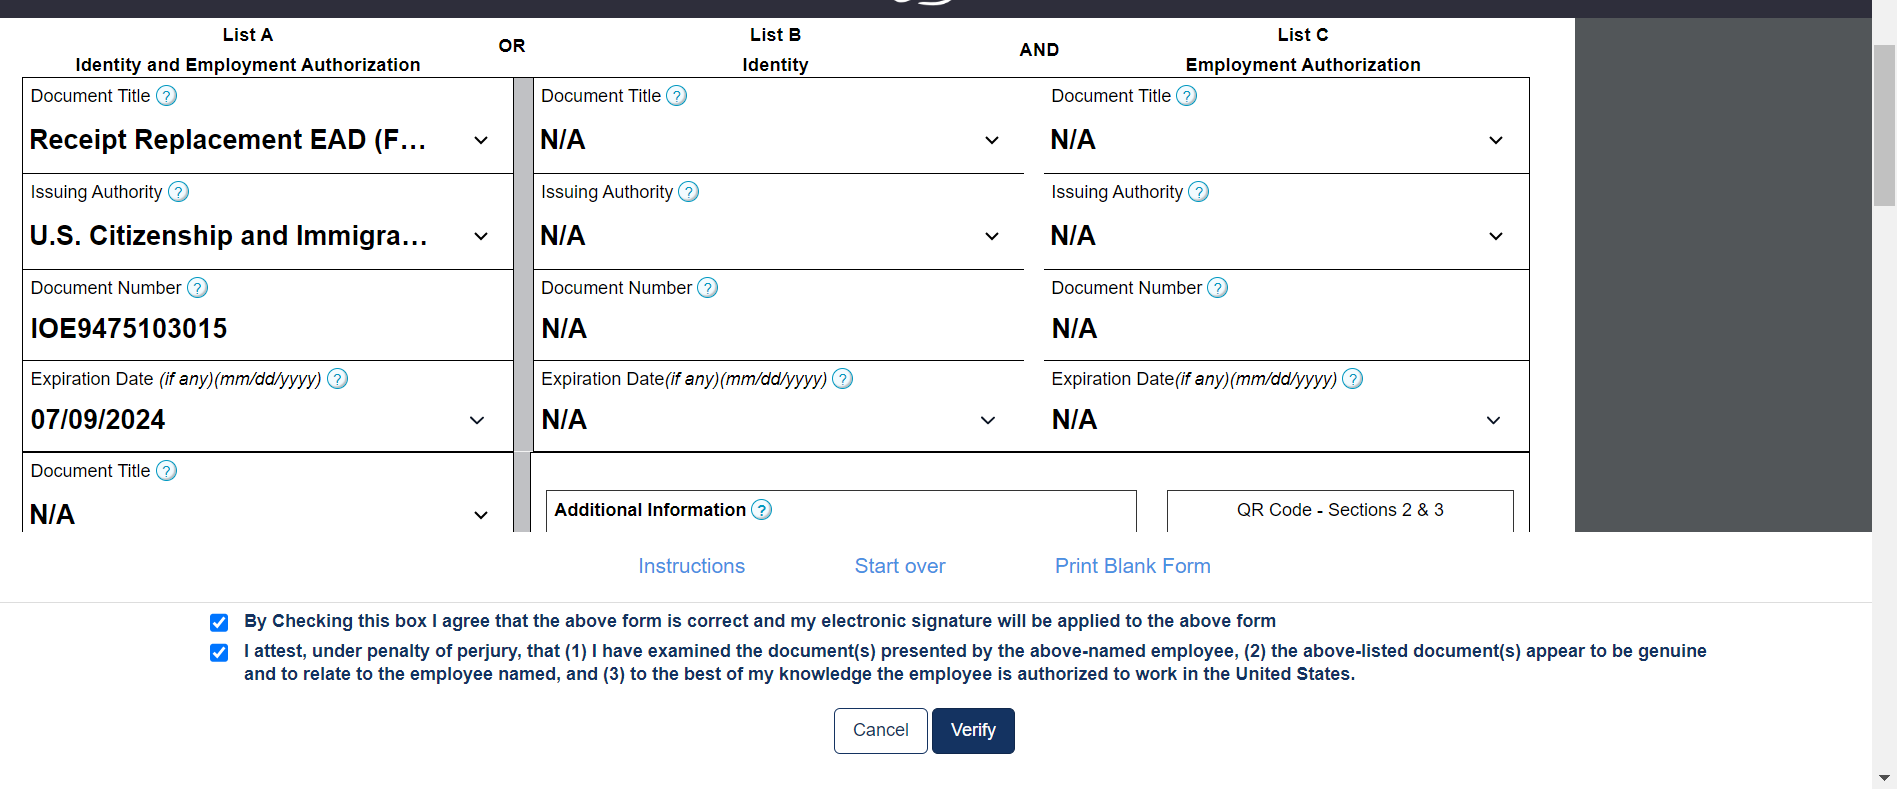 List A
OR
List B
AND
List C
Identity and Employment Authorization
Identity
Employment Authorization
Document Title ?
Document Title ?
Document Title ?
Receipt Replacement EAD (F...
N/A
N/A
Issuing Authority ?
Issuing Authority ?
Issuing Authority ?
U.S. Citizenship and Immigra...
N/A
N/A
Document Number ?
Document Number ?
Document Number ?
IOE9475103015
N/A
N/A
Expiration Date (if any)(mm/dd/yyyy) ?
Expiration Date(if any)(mm/dd/yyyy) ?
Expiration Date(if any)(mm/dd/yyyy) ?
07/09/2024
N/A
N/A
Document Title ?
N/A
Additional Information ?
QR Code - Sections 2 & 3
Instructions
Start over
Print Blank Form
By Checking this box I agree that the above form is correct and my electronic signature will be applied to the above form
I attest, under penalty of perjury, that (1) I have examined the document(s) presented by the above-named employee, (2) the above-listed document(s) appear to be genuine
and to relate to the employee named, and (3) to the best of my knowledge the employee is authorized to work in the United States.
Cancel
Verify